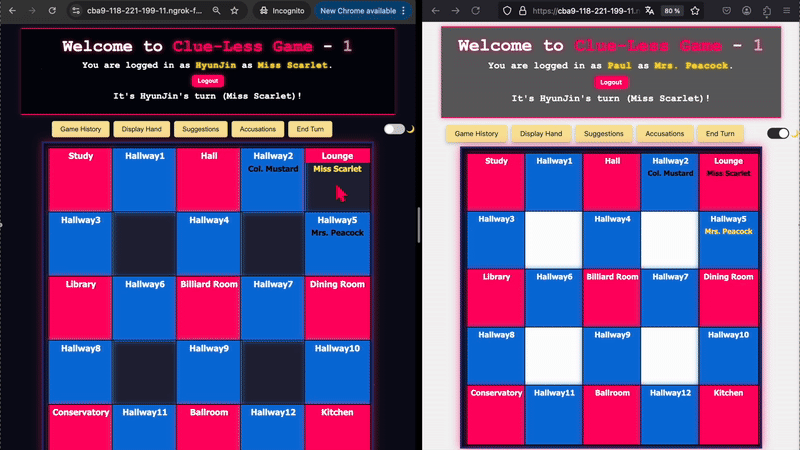 cba9-118-221-199-11.ngrok-f...
Incognito
New Chrome available
Welcome to Clue-Less Game - 1
You are logged in as HyunJin as Miss Scarlet.
Logout
It's HyunJin's turn (Miss Scarlet)!
Game History Display Hand Suggestions Accusations End Turn
Study Hallway1 Hall Hallway2 Lounge
Col. Mustard Miss Scarlet
Hallway3 Hallway4 Hallway5
Mrs. Peacock
Library Hallway6 Billiard Room Hallway7 Dining Room
Hallway8 Hallway9 Hallway10
Conservatory Hallway11 Ballroom Hallway12 Kitchen
https://cba9-118-221-199-11.n
80 %
Welcome to Clue-Less Game - 1
You are logged in as Paul as Mrs. Peacock.
Logout
It's HyunJin's turn (Miss Scarlet)!
Game History Display Hand Suggestions Accusations End Turn
Study Hallway1 Hall Hallway2 Lounge
Col. Mustard Miss Scarlet
Hallway3 Hallway4 Hallway5
Mrs. Peacock
Library Hallway6 Billiard Room Hallway7 Dining Room
Hallway8 Hallway9 Hallway10
Conservatory Hallway11 Ballroom Hallway12 Kitchen